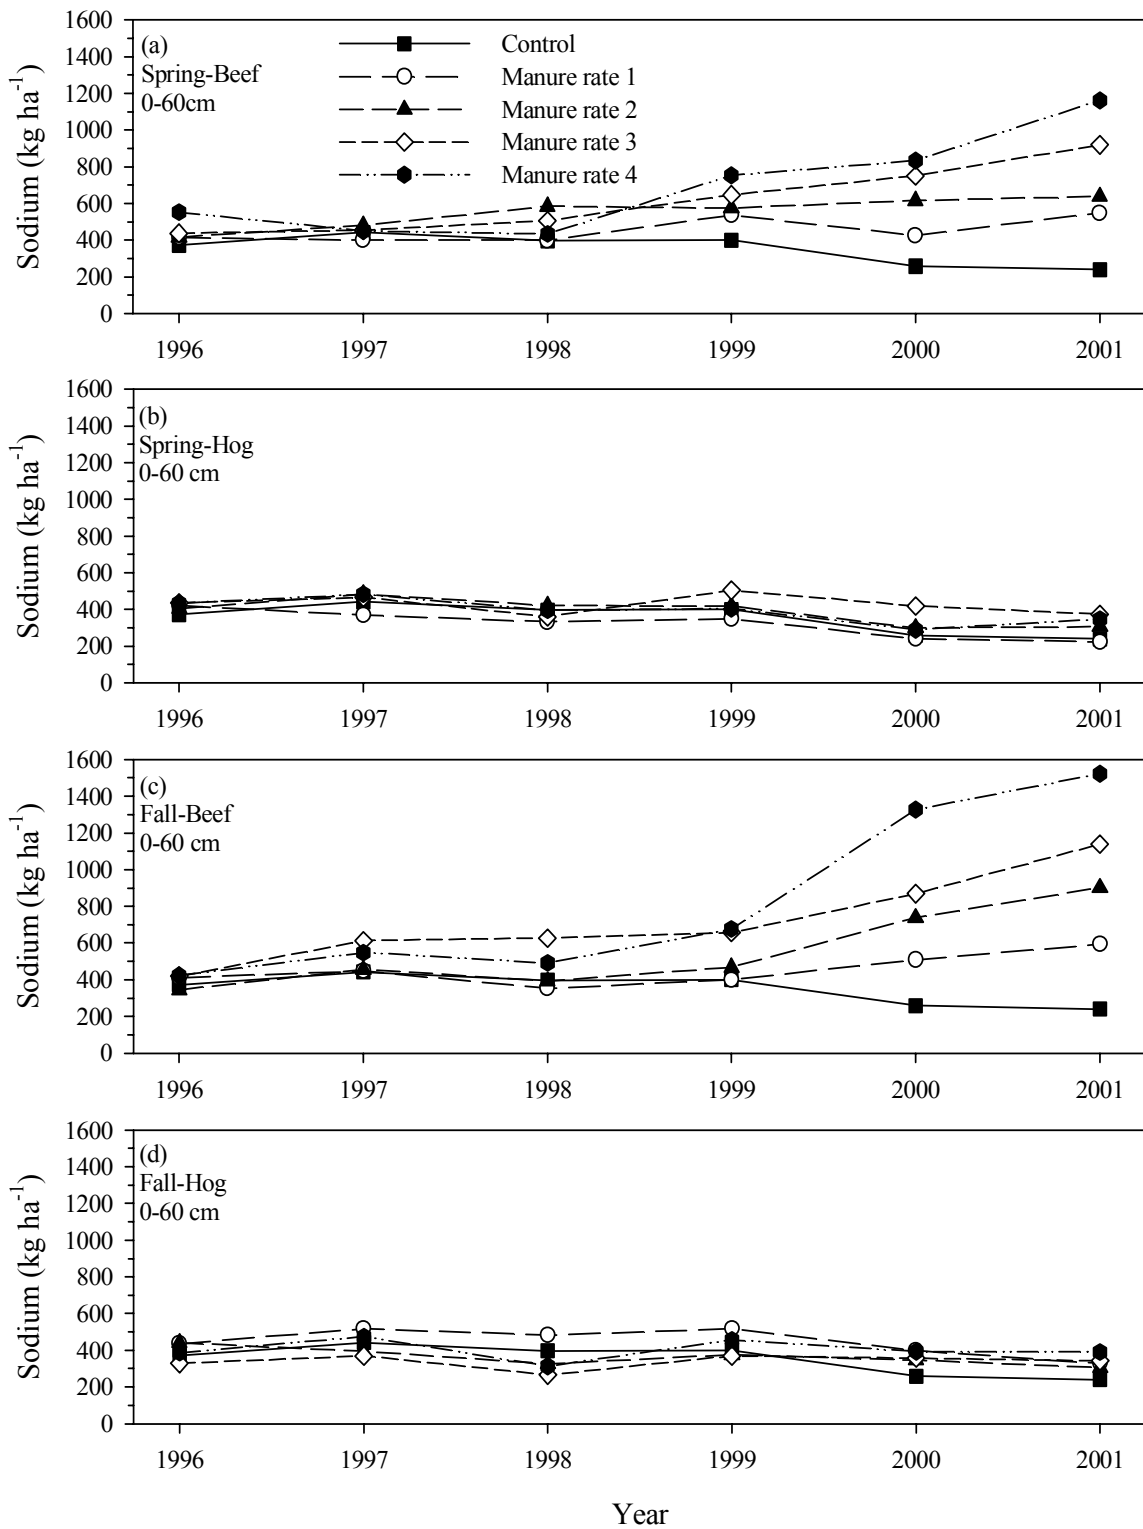 1600
1400
1200
1000
800
600
400
200
0
Sodium (kg ha⁻¹)
(a)
Spring-Beef
0-60cm
Control
Manure rate 1
Manure rate 2
Manure rate 3
Manure rate 4
1996 1997 1998 1999 2000 2001
1600
1400
1200
1000
800
600
400
200
0
Sodium (kg ha⁻¹)
(b)
Spring-Hog
0-60 cm
1996 1997 1998 1999 2000 2001
1600
1400
1200
1000
800
600
400
200
0
Sodium (kg ha⁻¹)
(c)
Fall-Beef
0-60 cm
1996 1997 1998 1999 2000 2001
1600
1400
1200
1000
800
600
400
200
0
Sodium (kg ha⁻¹)
(d)
Fall-Hog
0-60 cm
1996 1997 1998 1999 2000 2001
Year